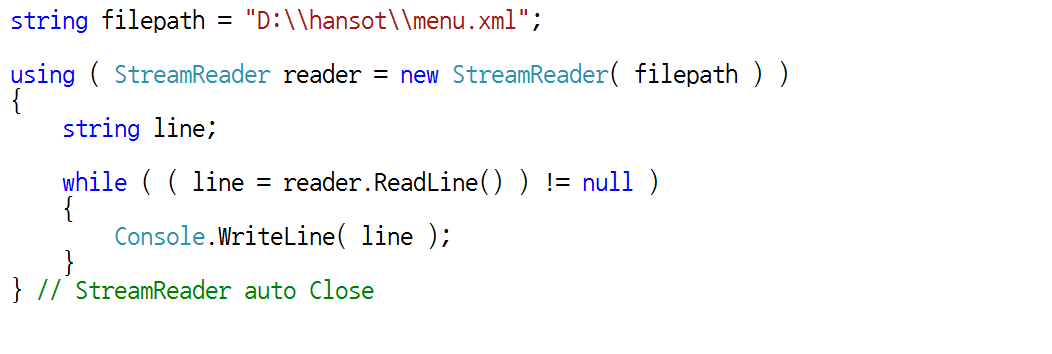 string filepath = "D:\\hansot\\menu.xml";
using ( StreamReader reader = new StreamReader( filepath ) )
{
string line;
while ( ( line = reader.ReadLine() ) != null )
{
Console.WriteLine( line );
}
} // StreamReader auto Close